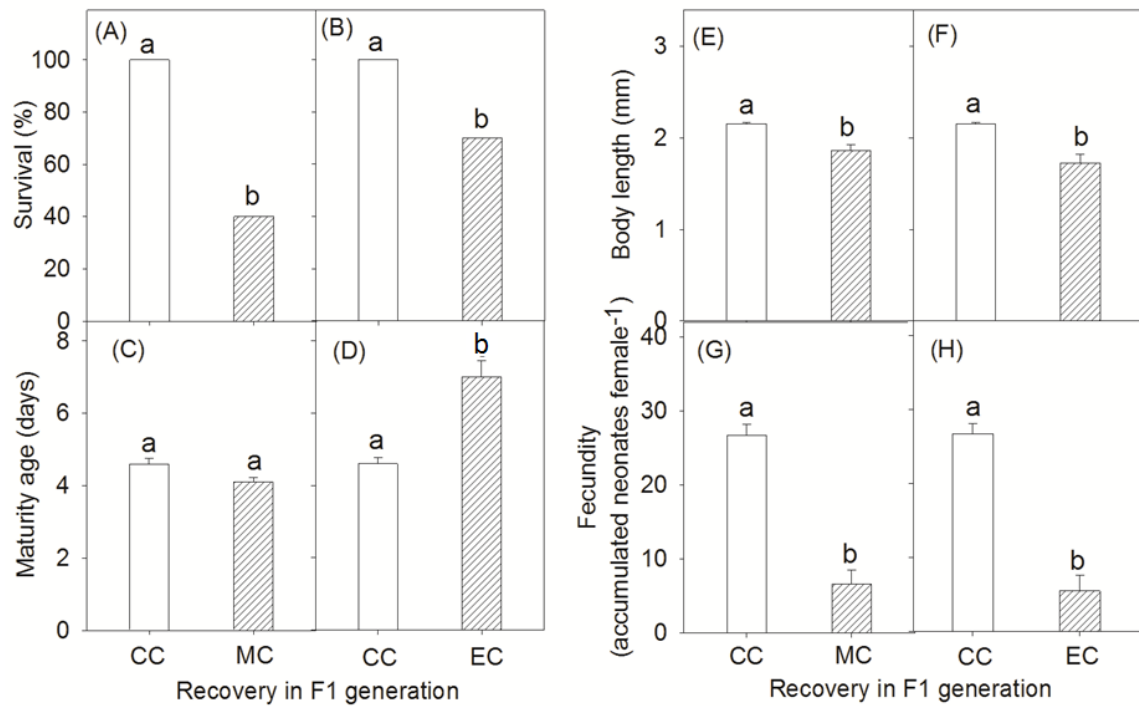 (A)
a
b
Survival (%)
100
80
60
40
20
0
(B)
a
b
(C)
a
a
Maturity age (days)
8
6
4
2
0
CC MC
(D)
a
b
CC EC
Recovery in F1 generation
(E)
a
b
Body length (mm)
3
2
1
0
(F)
a
b
(G)
a
b
Fecundity
(accumulated neonates female-1)
40
30
20
10
0
CC MC
(H)
a
b
CC EC
Recovery in F1 generation